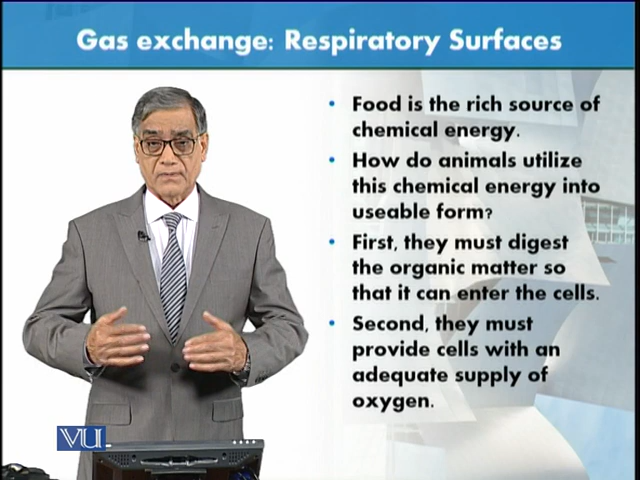 Gas exchange: Respiratory Surfaces
• Food is the rich source of
chemical energy.
• How do animals utilize
this chemical energy into
useable form?
• First, they must digest
the organic matter so
that it can enter the cells.
• Second, they must
provide cells with an
adequate supply of
oxygen.
VU